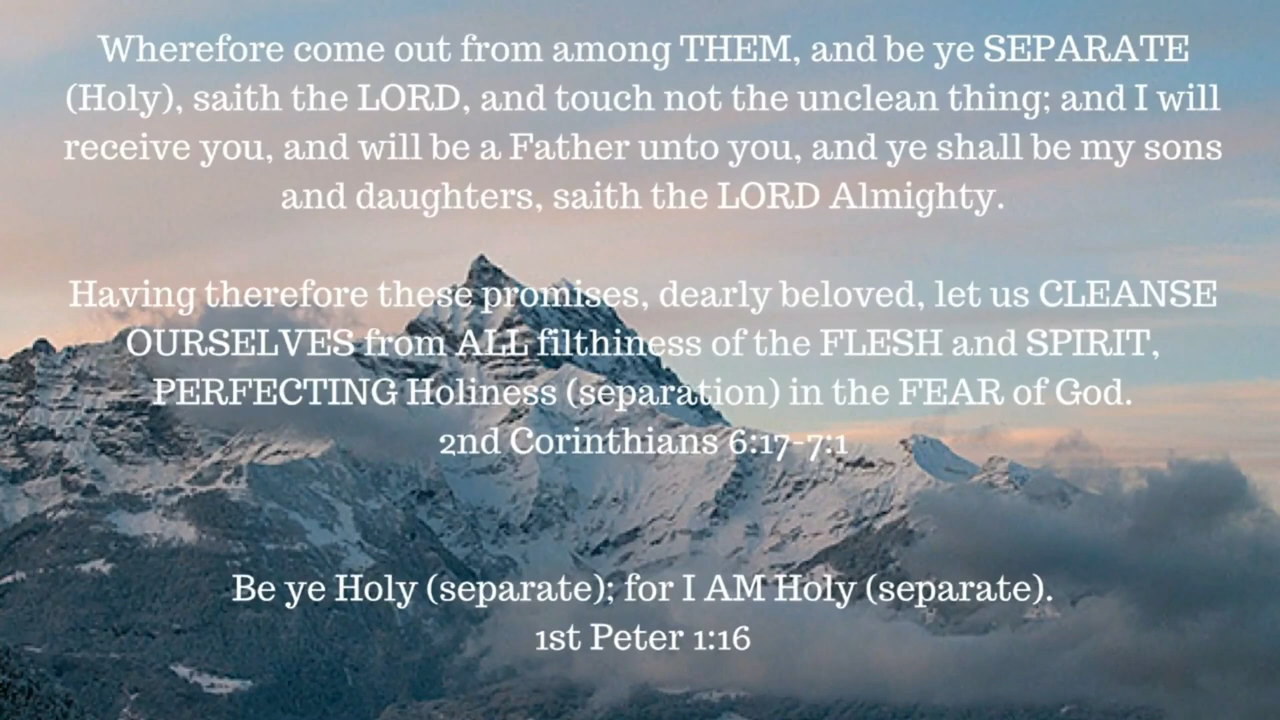 Wherefore come out from among THEM, and be ye SEPARATE
(Holy), saith the LORD, and touch not the unclean thing; and I will
receive you, and will be a Father unto you, and ye shall be my sons
and daughters, saith the LORD Almighty.
Having therefore these promises, dearly beloved, let us CLEANSE
OURSELVES from ALL filthiness of the FLESH and SPIRIT,
PERFECTING Holiness (separation) in the FEAR of God.
2nd Corinthians 6:17-7:1
Be ye Holy (separate); for I AM Holy (separate).
1st Peter 1:16